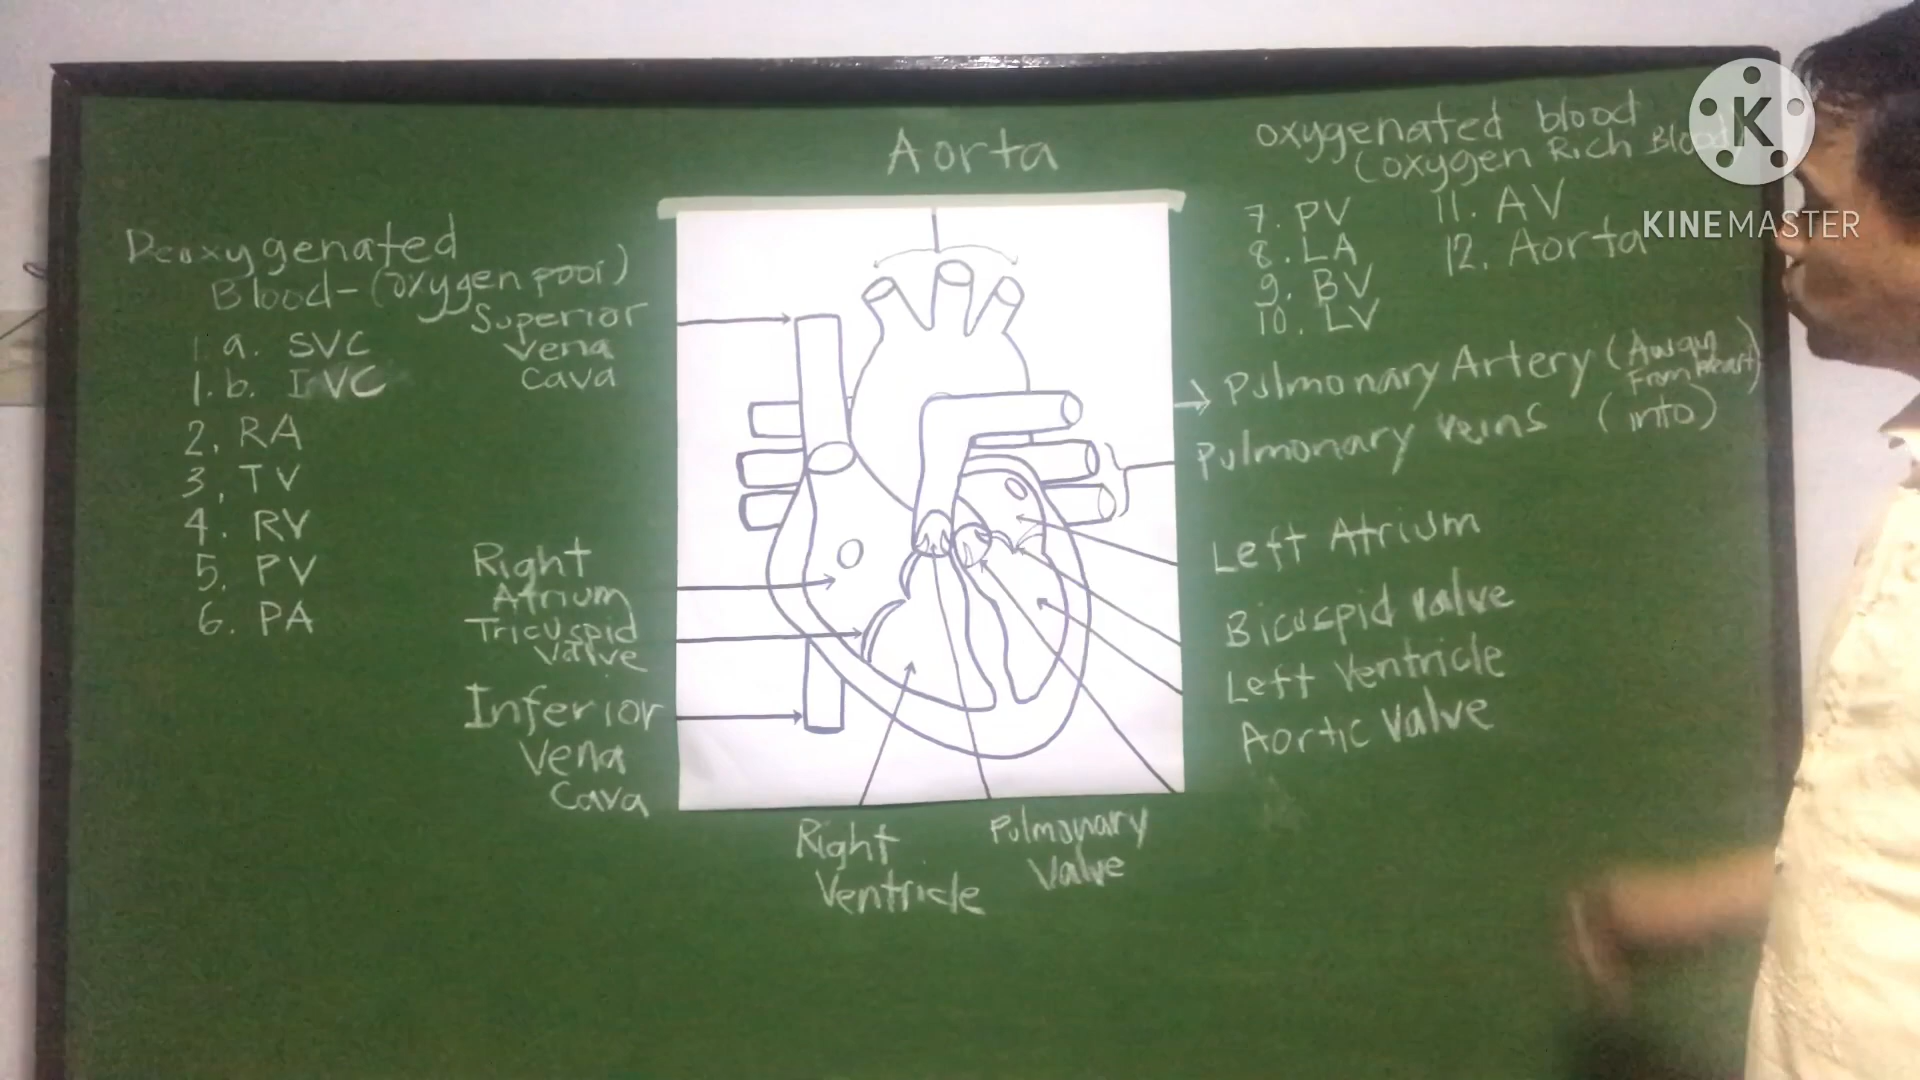 Aorta
Deoxygenated
Blood-(oxygen poor)
1 a. SVC
1. b. IVC
2. RA
3. TV
4. RV
5. PV
6. PA
Superior
Vena
Cava
Right
Atrium
Tricuspid
Valve
Inferior
Vena
Cava
Right
Ventricle
Pulmonary
Valve
oxygenated blood
(oxygen Rich Blood)
7. PV
8. LA
9. BV
10. LV
11. AV
12. Aorta
Pulmonary Artery (Away
From Heart)
Pulmonary veins (into)
Left Atrium
Bicuspid valve
Left Ventricle
Aortic Valve
K
KINEMASTER